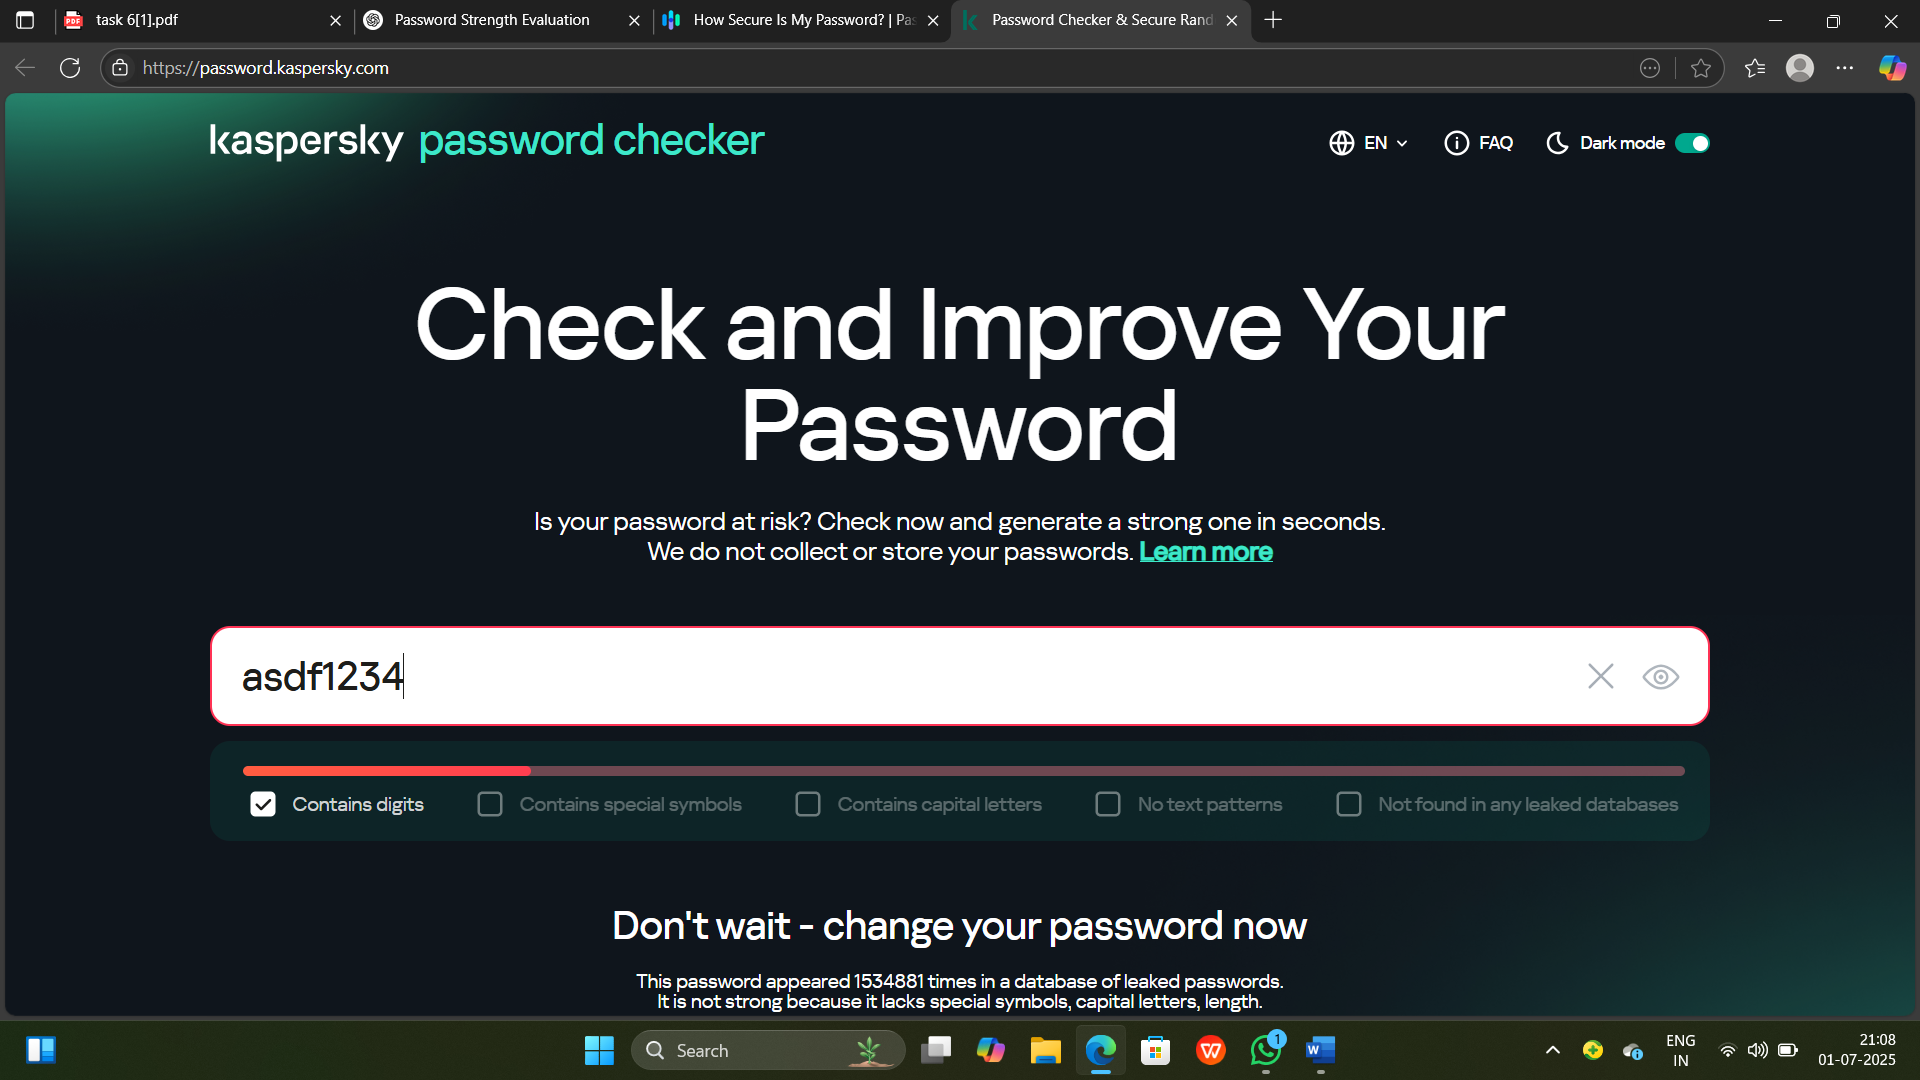 task 6[1].pdf
Password Strength Evaluation
How Secure Is My Password? | Pas
Password Checker & Secure Rand
https://password.kaspersky.com
kaspersky password checker
EN
FAQ
Dark mode
Check and Improve Your
Password
Is your password at risk? Check now and generate a strong one in seconds.
We do not collect or store your passwords. Learn more
asdf1234
Contains digits
Contains special symbols
Contains capital letters
No text patterns
Not found in any leaked databases
Don't wait - change your password now
This password appeared 1534881 times in a database of leaked passwords.
It is not strong because it lacks special symbols, capital letters, length.
Search
1
ENG
IN
21:08
01-07-2025